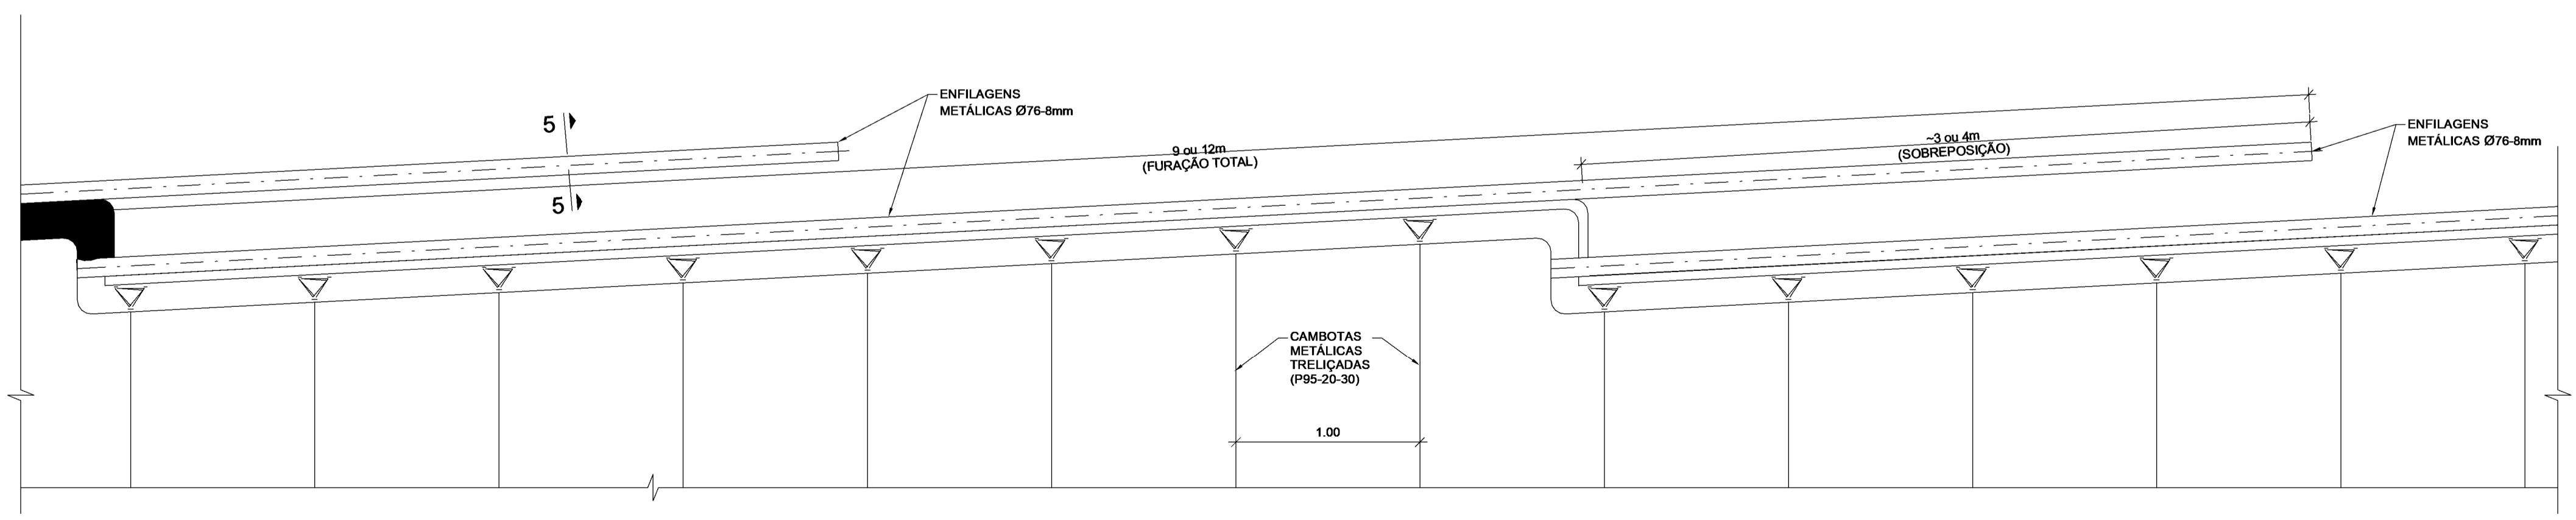 ENFILAGENS
METÁLICAS Ø76-8mm
5
5
9 ou 12m
(FURAÇÃO TOTAL)
~3 ou 4m
(SOBREPOSIÇÃO)
ENFILAGENS
METÁLICAS Ø76-8mm
CAMBOTAS
METÁLICAS
TRELIÇADAS
(P95-20-30)
1.00